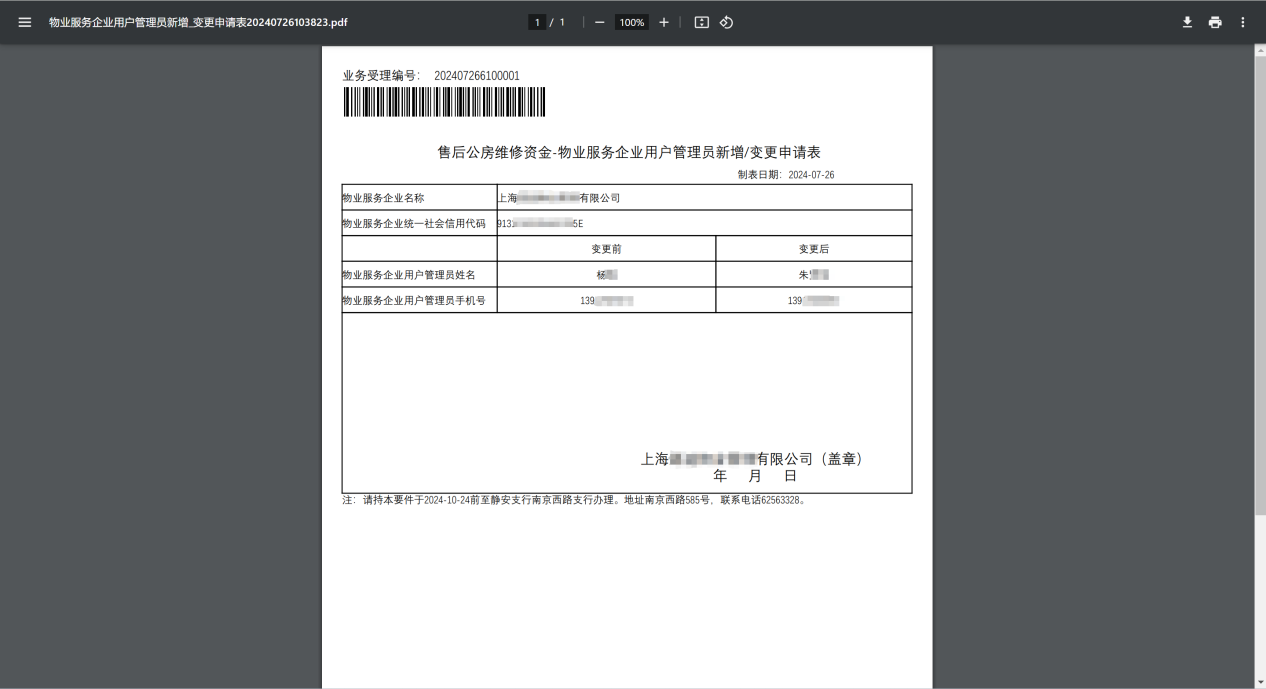 物业服务企业用户管理员新增_变更申请表20240726103823.pdf
1 / 1
100%
业务受理编号： 202407266100001
售后公房维修资金-物业服务企业用户管理员新增/变更申请表
制表日期： 2024-07-26
物业服务企业名称 上海 有限公司
物业服务企业统一社会信用代码 913 5E
变更前 变更后
物业服务企业用户管理员姓名 杨 朱
物业服务企业用户管理员手机号 139 139
上海 有限公司（盖章）
年 月 日
注： 请持本要件于2024-10-24前至静安支行南京西路支行办理。地址南京西路585号，联系电话62563328。